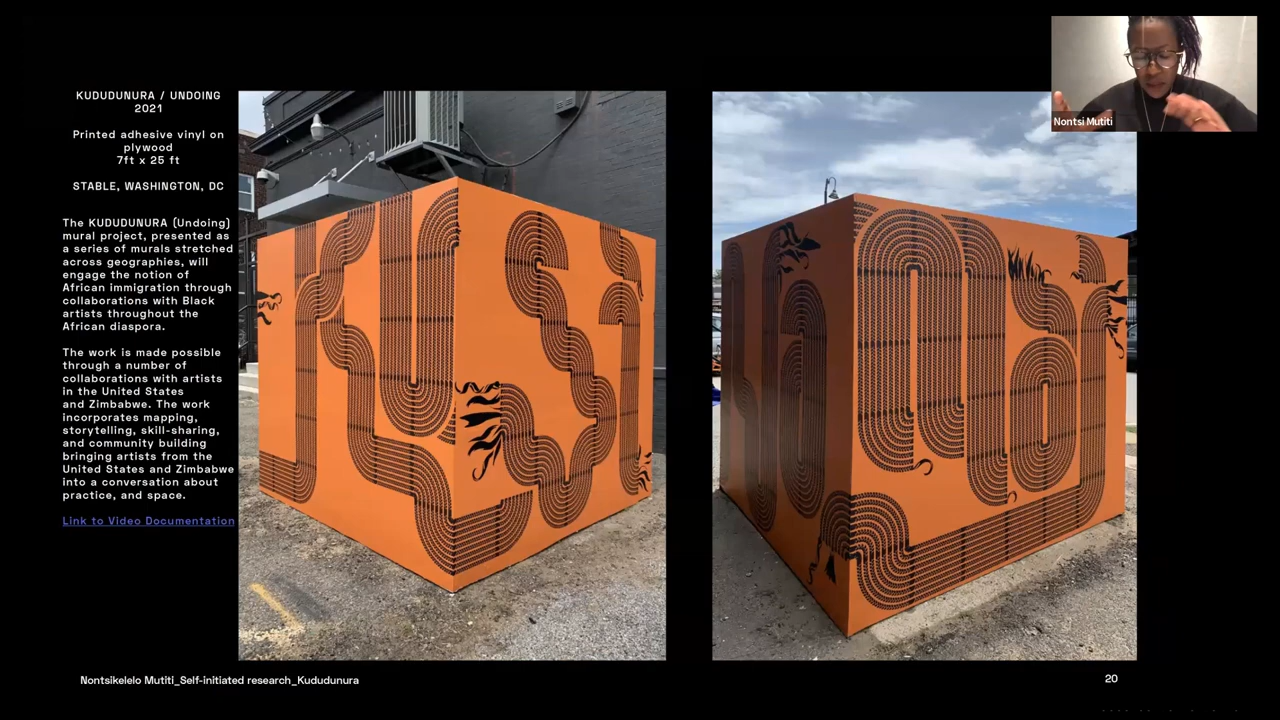 KUDUDUNURA / UNDOING
2021
Printed adhesive vinyl on
plywood
7ft x 25 ft
STABLE, WASHINGTON, DC
The KUDUDUNURA (Undoing)
mural project, presented as
a series of murals stretched
across geographies, will
engage the notion of
African immigration through
collaborations with Black
artists throughout the
African diaspora.
The work is made possible
through a number of
collaborations with artists
in the United States
and Zimbabwe. The work
incorporates mapping,
storytelling, skill-sharing,
and community building
bringing artists from the
United States and Zimbabwe
into a conversation about
practice, and space.
Link to Video Documentation
Nontsi Mutiti
Nontsikelelo Mutiti_Self-initiated research_Kududunura
20